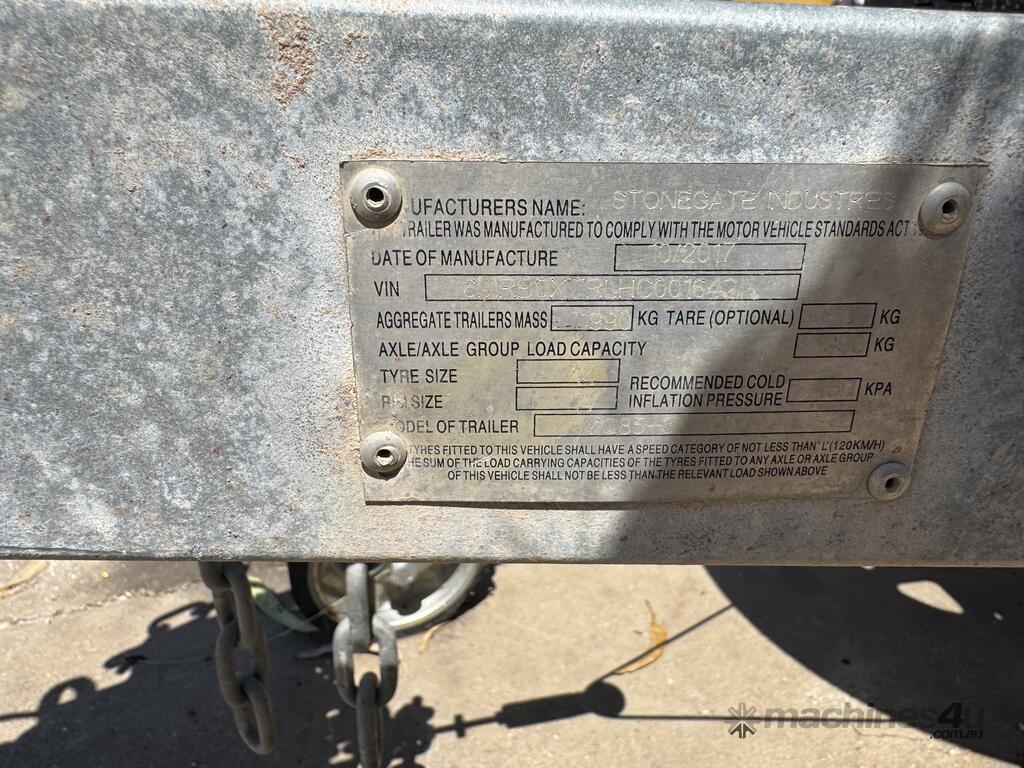 UFACTURERS NAME: STONEGATE INDUSTRES
TRAILER WAS MANUFACTURED TO COMPLY WITH THE MOTOR VEHICLE STANDARDS ACT
DATE OF MANUFACTURE 10/2017
VIN
AGGREGATE TRAILERS MASS KG TARE (OPTIONAL) KG
AXLE/AXLE GROUP LOAD CAPACITY KG
TYRE SIZE
RIM SIZE
RECOMMENDED COLD
INFLATION PRESSURE KPA
ODEL OF TRAILER
TYRES FITTED TO THIS VEHICLE SHALL HAVE A SPEED CATEGORY OF NOT LESS THAN "L" (120KM/H)
HE SUM OF THE LOAD CARRYING CAPACITIES OF THE TYRES FITTED TO ANY AXLE OR AXLE GROUP
OF THIS VEHICLE SHALL NOT BE LESS THAN THE RELEVANT LOAD SHOWN ABOVE
machines4u
.com.au